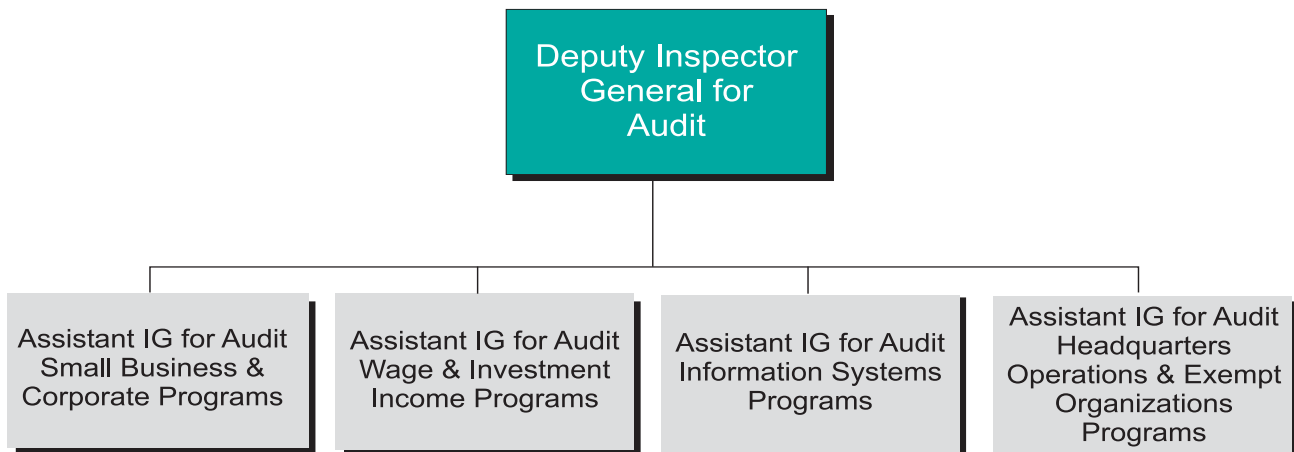 Deputy Inspector
General for
Audit
Assistant IG for Audit
Small Business &
Corporate Programs
Assistant IG for Audit
Wage & Investment
Income Programs
Assistant IG for Audit
Information Systems
Programs
Assistant IG for Audit
Headquarters
Operations & Exempt
Organizations
Programs